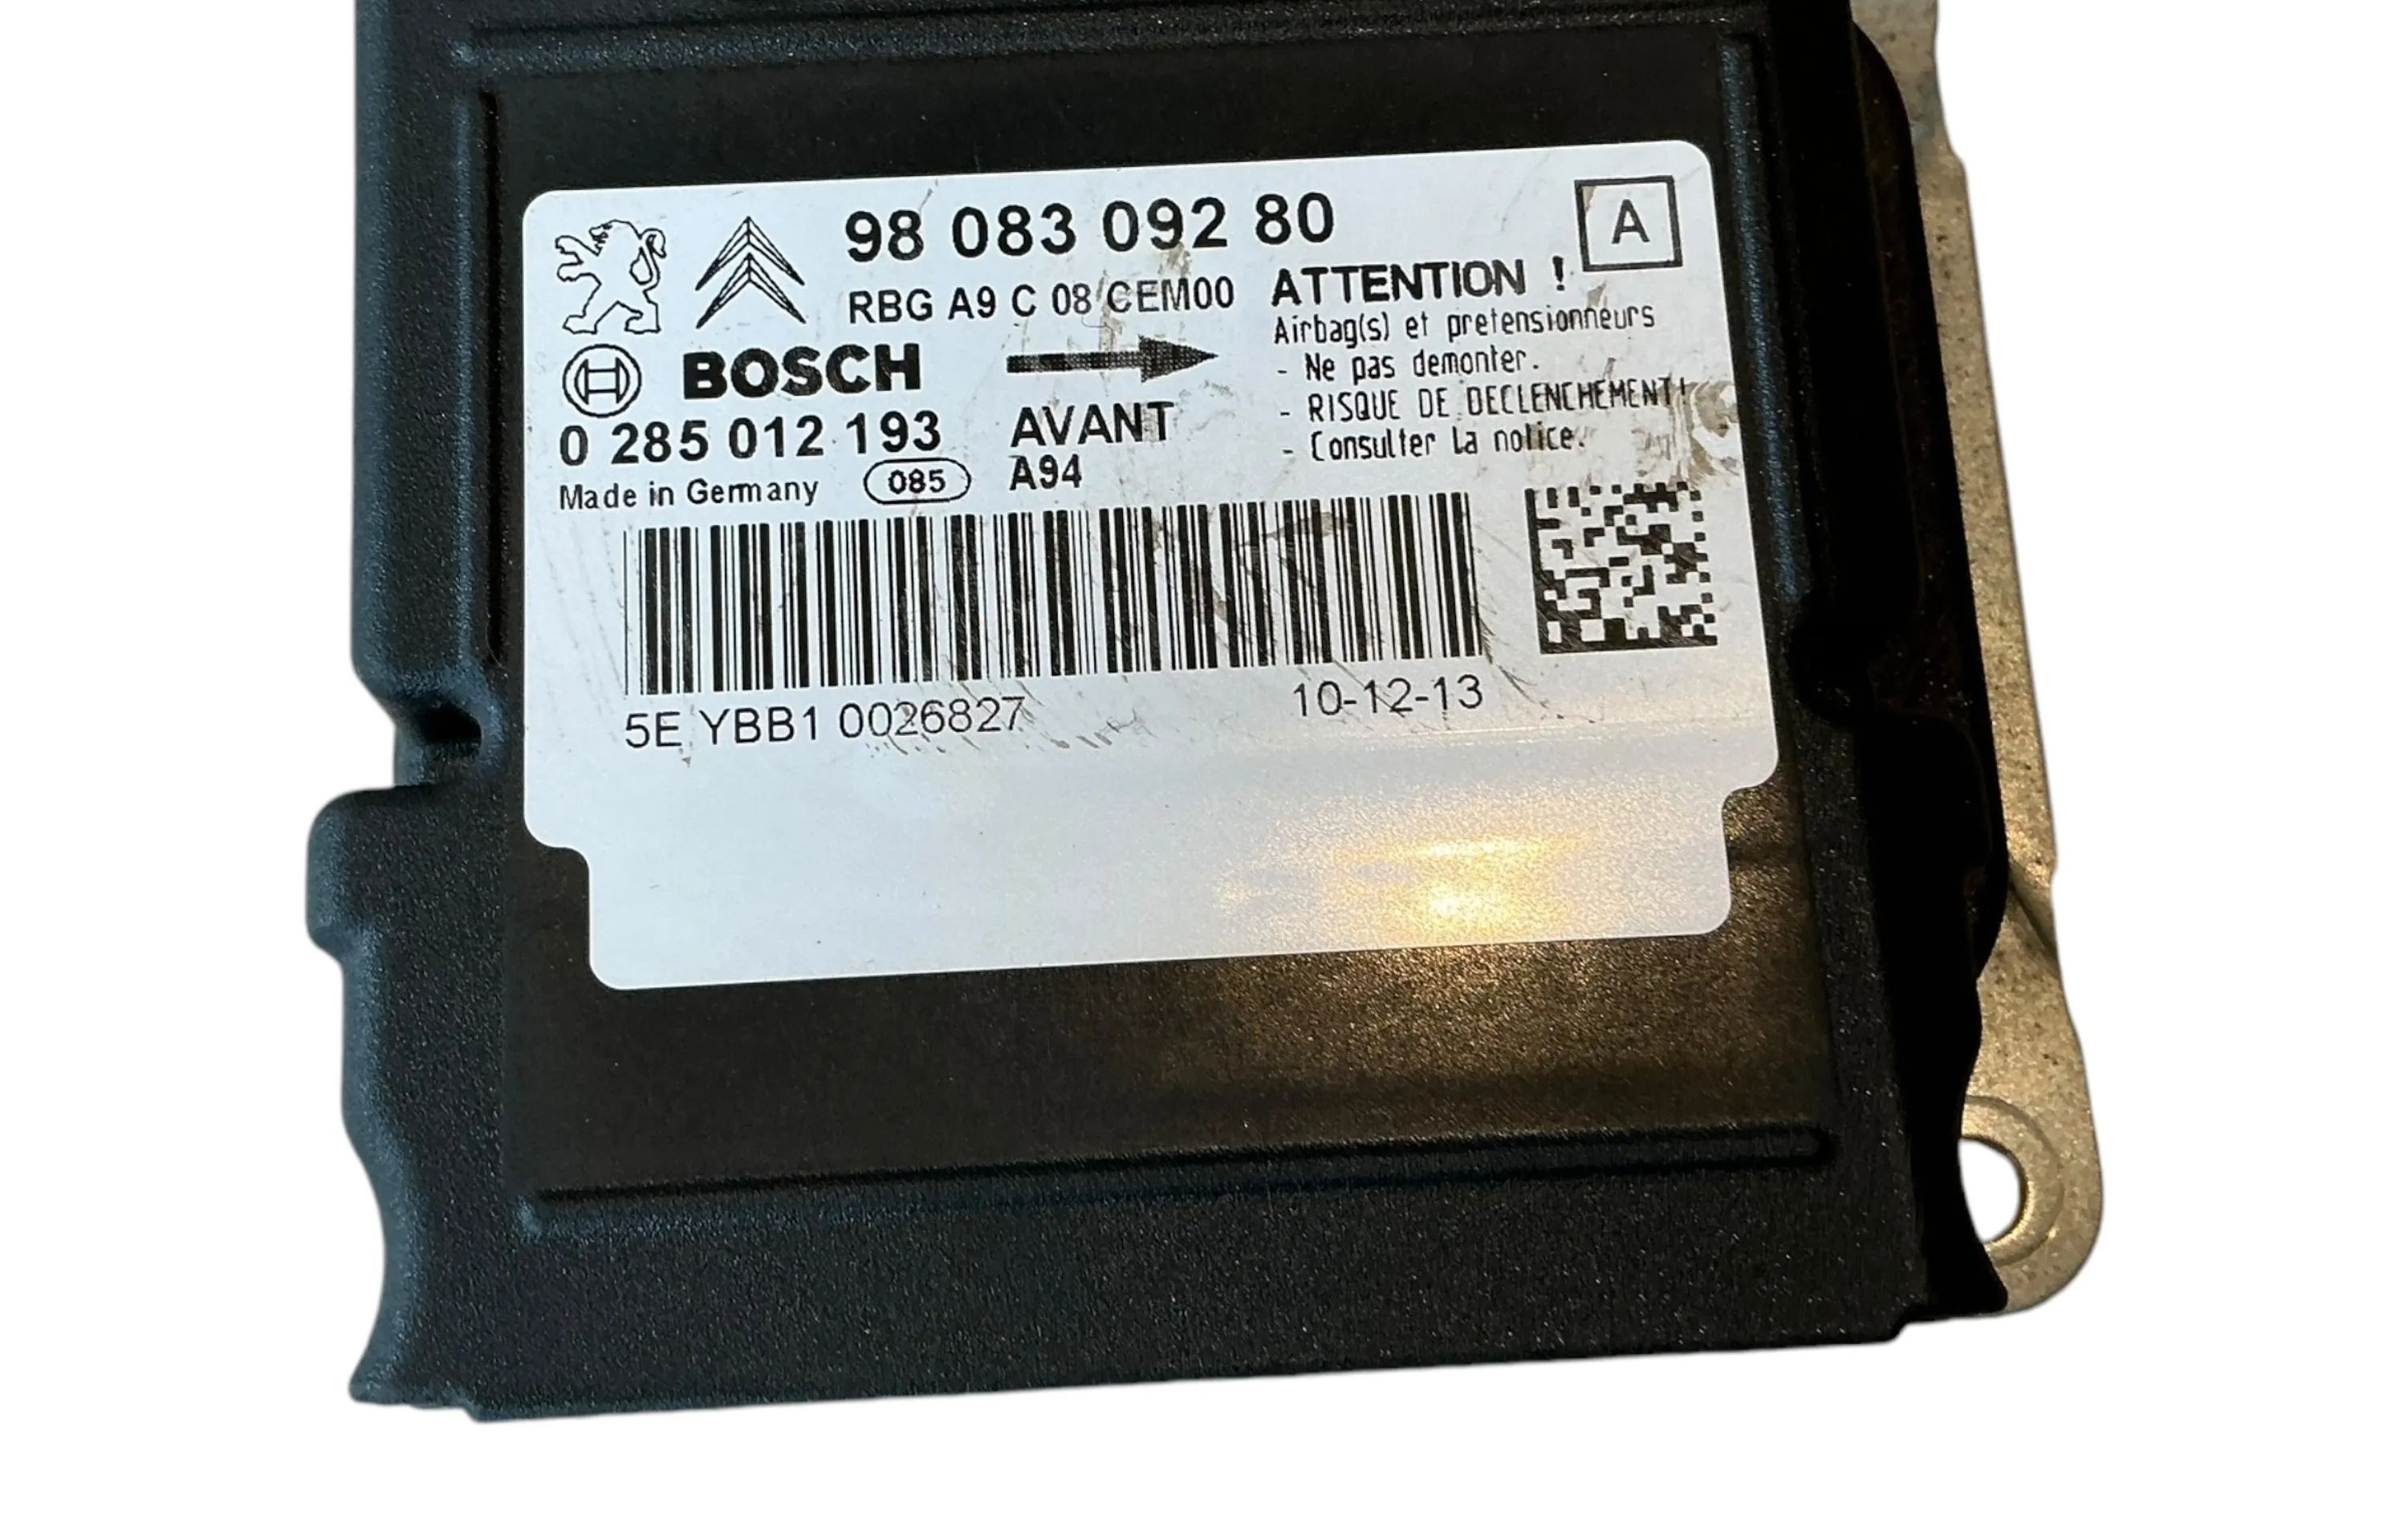 98 083 092 80
A
RBG A9 C 08 CEM00
ATTENTION !
Airbag(s) et pretensionneurs
- Ne pas demonter.
- RISQUE DE DECLENCHEMENT!
- Consulter la notice.
BOSCH
0 285 012 193
AVANT
Made in Germany
085
A94
5E YBB1 0026827
10-12-13